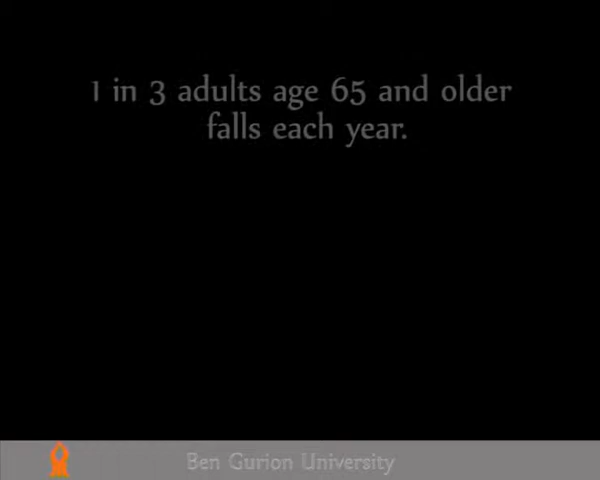 1 in 3 adults age 65 and older
falls each year.
Ben Gurion University